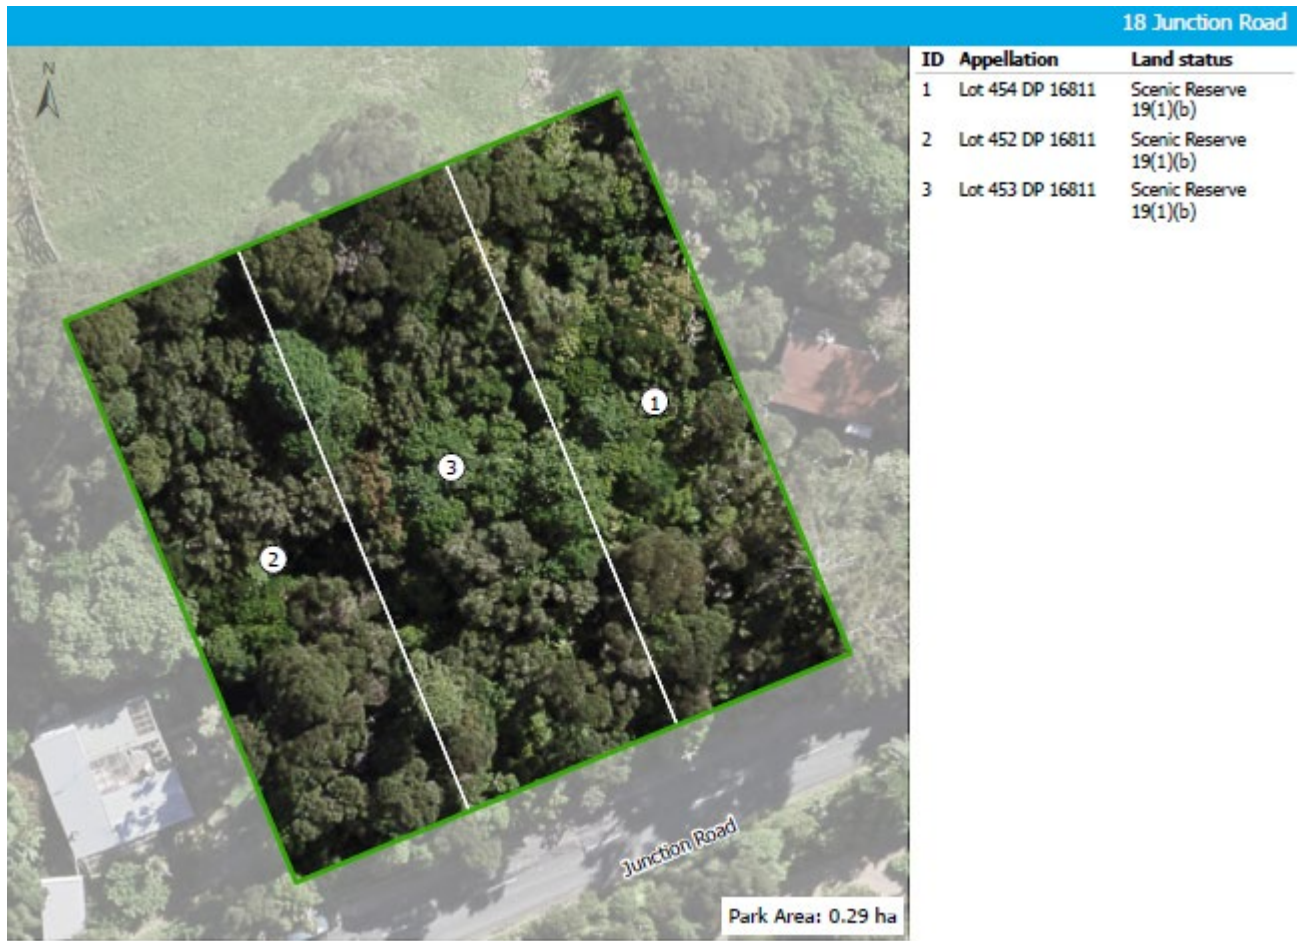 18 Junction Road
ID Appellation Land status
1 Lot 454 DP 16811 Scenic Reserve
19(1)(b)
2 Lot 452 DP 16811 Scenic Reserve
19(1)(b)
3 Lot 453 DP 16811 Scenic Reserve
19(1)(b)
N
1
3
2
Junction Road
Park Area: 0.29 ha